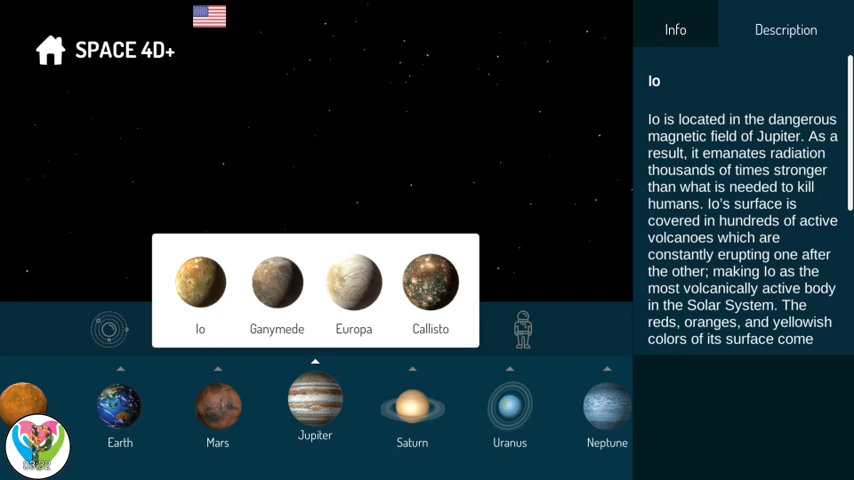 SPACE 4D+
Info
Description
Io
Io is located in the dangerous
magnetic field of Jupiter. As a
result, it emanates radiation
thousands of times stronger
than what is needed to kill
humans. Io's surface is
covered in hundreds of active
volcanoes which are
constantly erupting one after
the other; making Io as the
most volcanically active body
in the Solar System. The
reds, oranges, and yellowish
colors of its surface come
Io
Ganymede
Europa
Callisto
Earth
Mars
Jupiter
Saturn
Uranus
Neptune